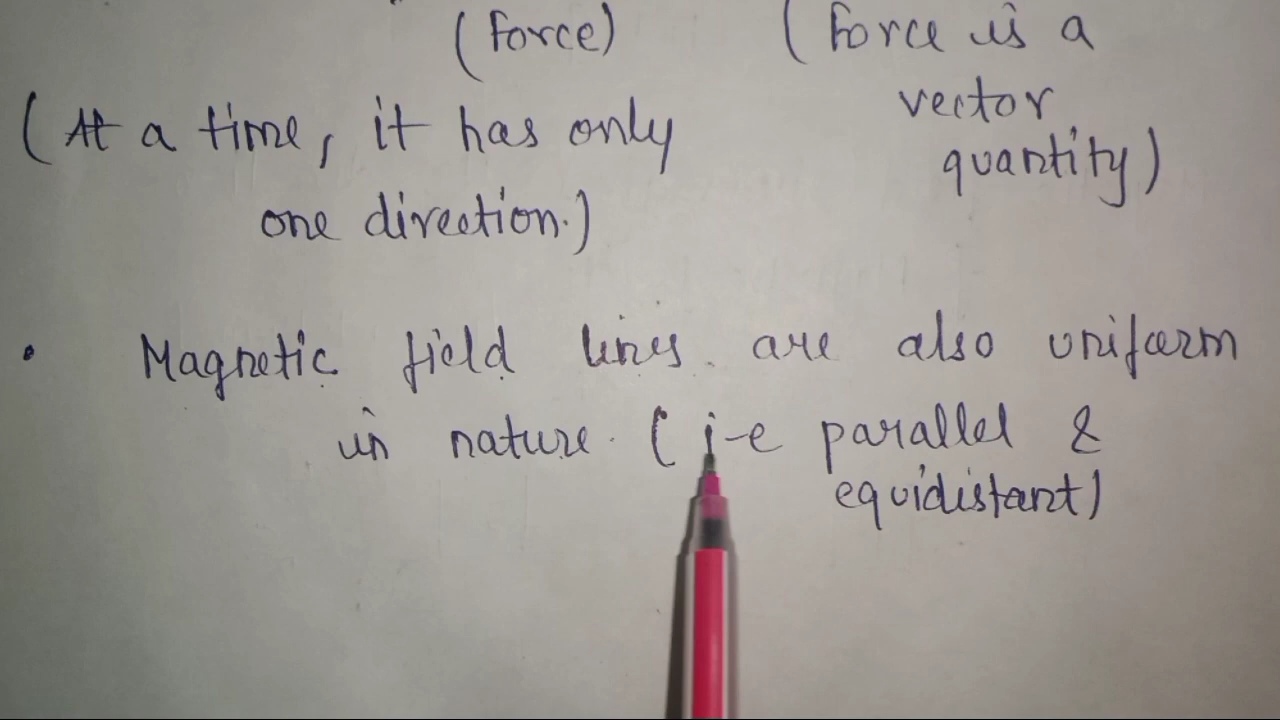 (Force) (Force is a
vector
quantity)
(At a time, it has only
one direction.)
• Magnetic field lines are also uniform
in nature. (i-e parallel &
equidistant)